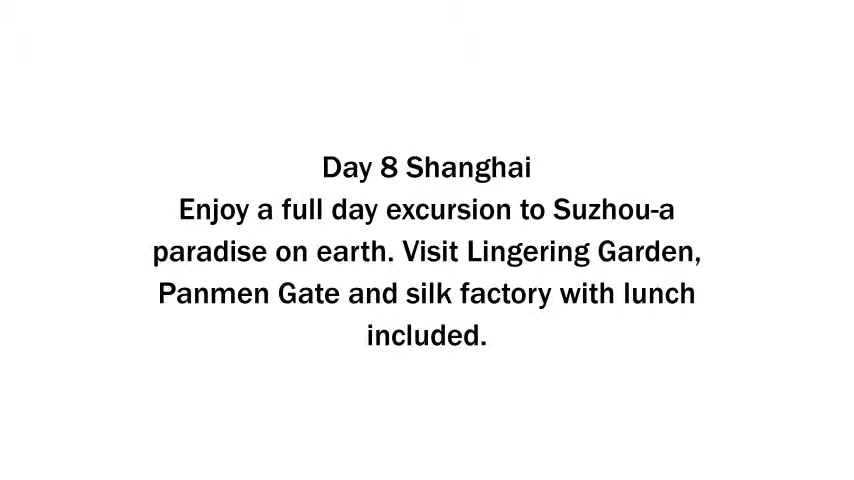 Day 8 Shanghai
Enjoy a full day excursion to Suzhou-a
paradise on earth. Visit Lingering Garden,
Panmen Gate and silk factory with lunch
included.